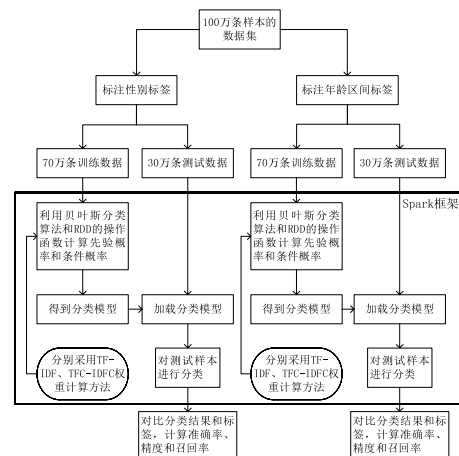 100万条样本的
数据集
标注性别标签
标注年龄区间标签
70万条训练数据
30万条测试数据
70万条训练数据
30万条测试数据
Spark框架
利用贝叶斯分类
算法和RDD的操作
函数计算先验概
率和条件概率
利用贝叶斯分类
算法和RDD的操作
函数计算先验概
率和条件概率
得到分类模型
加载分类模型
得到分类模型
加载分类模型
分别采用TF-
IDF、TFC-IDFC权
重计算方法
对测试样本
进行分类
分别采用TF-
IDF、TFC-IDFC权
重计算方法
对测试样本
进行分类
对比分类结果和标
签，计算准确率、
精度和召回率
对比分类结果和标
签，计算准确率、
精度和召回率